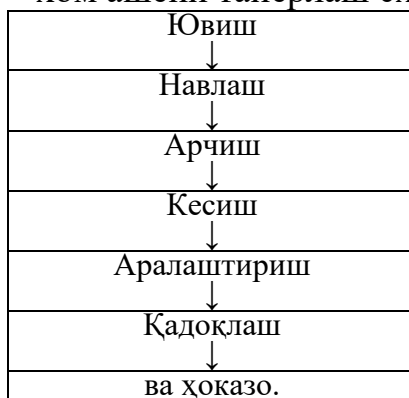 Ювиш
↓
Навлаш
↓
Арчиш
↓
Кесиш
↓
Аралаштириш
↓
Қадоқлаш
↓
ва ҳоказо.